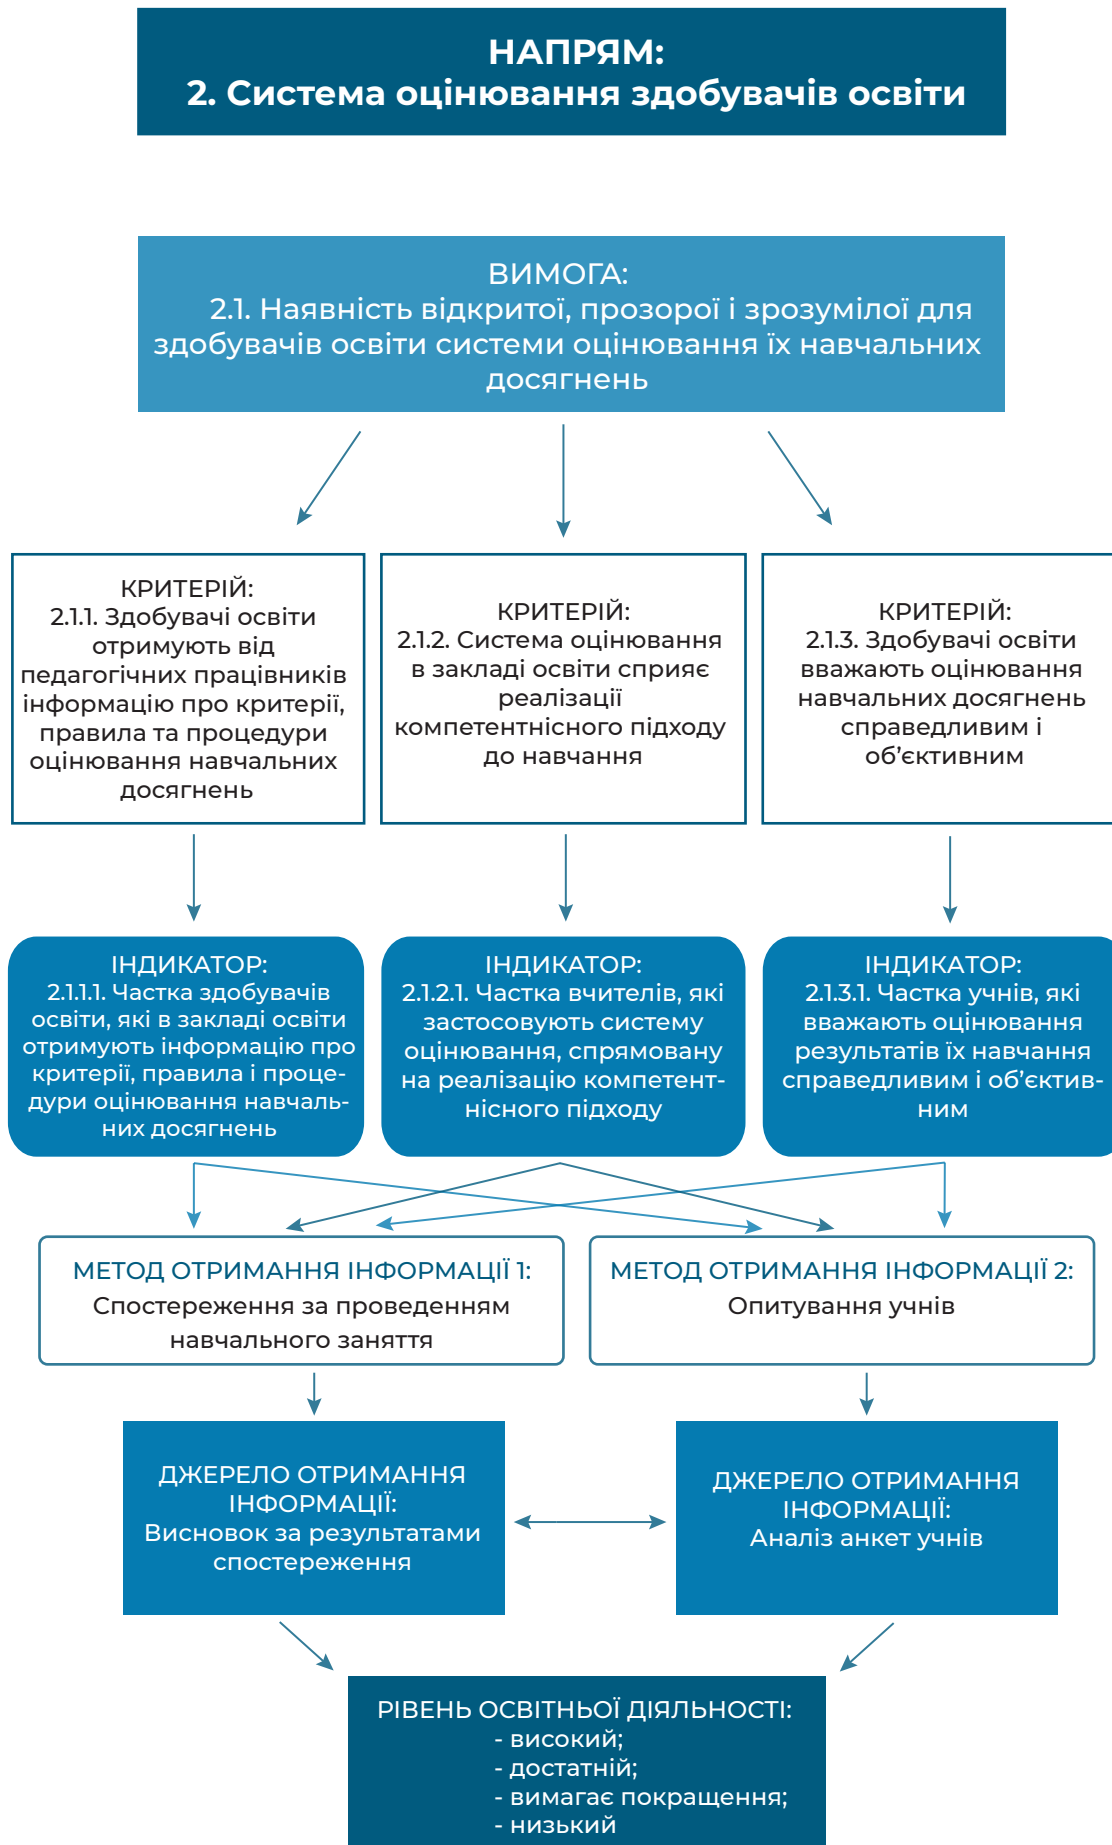 НАПРЯМ:
2. Система оцінювання здобувачів освіти
ВИМОГА:
2.1. Наявність відкритої, прозорої і зрозумілої для
здобувачів освіти системи оцінювання їх навчальних
досягнень
КРИТЕРІЙ:
2.1.1. Здобувачі освіти
отримують від
педагогічних працівників
інформацію про критерії,
правила та процедури
оцінювання навчальних
досягнень
КРИТЕРІЙ:
2.1.2. Система оцінювання
в закладі освіти сприяє
реалізації
компетентнісного підходу
до навчання
КРИТЕРІЙ:
2.1.3. Здобувачі освіти
вважають оцінювання
навчальних досягнень
справедливим і
об’єктивним
ІНДИКАТОР:
2.1.1.1. Частка здобувачів
освіти, які в закладі освіти
отримують інформацію про
критерії, правила і проце-
дури оцінювання навчаль-
них досягнень
ІНДИКАТОР:
2.1.2.1. Частка вчителів, які
застосовують систему
оцінювання, спрямовану
на реалізацію компетент-
нісного підходу
ІНДИКАТОР:
2.1.3.1. Частка учнів, які
вважають оцінювання
результатів їх навчання
справедливим і об’єктив-
ним
МЕТОД ОТРИМАННЯ ІНФОРМАЦІЇ 1:
Спостереження за проведенням
навчального заняття
МЕТОД ОТРИМАННЯ ІНФОРМАЦІЇ 2:
Опитування учнів
ДЖЕРЕЛО ОТРИМАННЯ
ІНФОРМАЦІЇ:
Висновок за результатами
спостереження
ДЖЕРЕЛО ОТРИМАННЯ
ІНФОРМАЦІЇ:
Аналіз анкет учнів
РІВЕНЬ ОСВІТНЬОЇ ДІЯЛЬНОСТІ:
- високий;
- достатній;
- вимагає покращення;
- низький